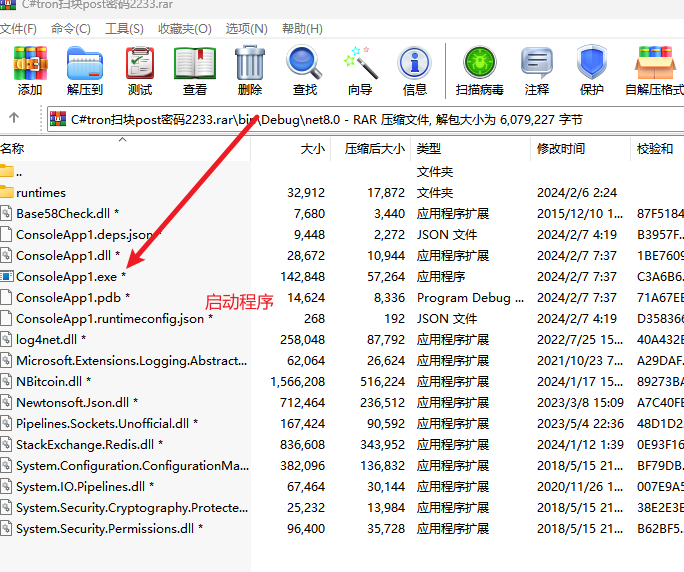 C#tron扫块post密码2233.rar
文件(F) 命令(C) 工具(S) 收藏夹(O) 选项(N) 帮助(H)
添加 解压到 测试 查看 删除 查找 向导 信息 扫描病毒 注释 保护 自解压格式
C#tron扫块post密码2233.rar\bin\Debug\net8.0 - RAR 压缩文件, 解包大小为 6,079,227 字节
名称 大小 压缩后大小 类型 修改时间 校验和
.. 文件夹
runtimes 32,912 17,872 文件夹 2024/2/6 2:24
Base58Check.dll * 7,680 3,440 应用程序扩展 2015/12/10 1... 87F5184
ConsoleApp1.deps.json * 9,448 2,272 JSON 文件 2024/2/7 4:19 B3957F...
ConsoleApp1.dll * 28,672 10,944 应用程序扩展 2024/2/7 7:37 1BE7609
ConsoleApp1.exe * 142,848 57,264 应用程序 2024/2/7 7:37 C3A6B6.
ConsoleApp1.pdb * 14,624 8,336 Program Debug ... 2024/2/7 7:37 71A67EE
启动程序
ConsoleApp1.runtimeconfig.json * 268 192 JSON 文件 2024/2/7 4:19 D358366
log4net.dll * 258,048 87,792 应用程序扩展 2022/7/25 15... 40A432E
Microsoft.Extensions.Logging.Abstract... 62,064 26,624 应用程序扩展 2021/10/23 7... A29DAF.
NBitcoin.dll * 1,566,208 516,224 应用程序扩展 2024/1/17 15... 89273BA
Newtonsoft.Json.dll * 712,464 236,512 应用程序扩展 2023/3/8 15:09 A7C40FE
Pipelines.Sockets.Unofficial.dll * 167,424 90,592 应用程序扩展 2023/5/4 22:36 48D1D2
StackExchange.Redis.dll * 836,608 343,952 应用程序扩展 2024/1/12 1:39 0E93F16
System.Configuration.ConfigurationMa... 382,096 136,832 应用程序扩展 2018/5/15 21... BF79DB.
System.IO.Pipelines.dll * 67,464 30,144 应用程序扩展 2020/11/26 1... 007E9A5
System.Security.Cryptography.Protecte... 25,232 13,984 应用程序扩展 2018/5/15 21... 38E2E3E
System.Security.Permissions.dll * 96,400 35,728 应用程序扩展 2018/5/15 21... B62BF5.